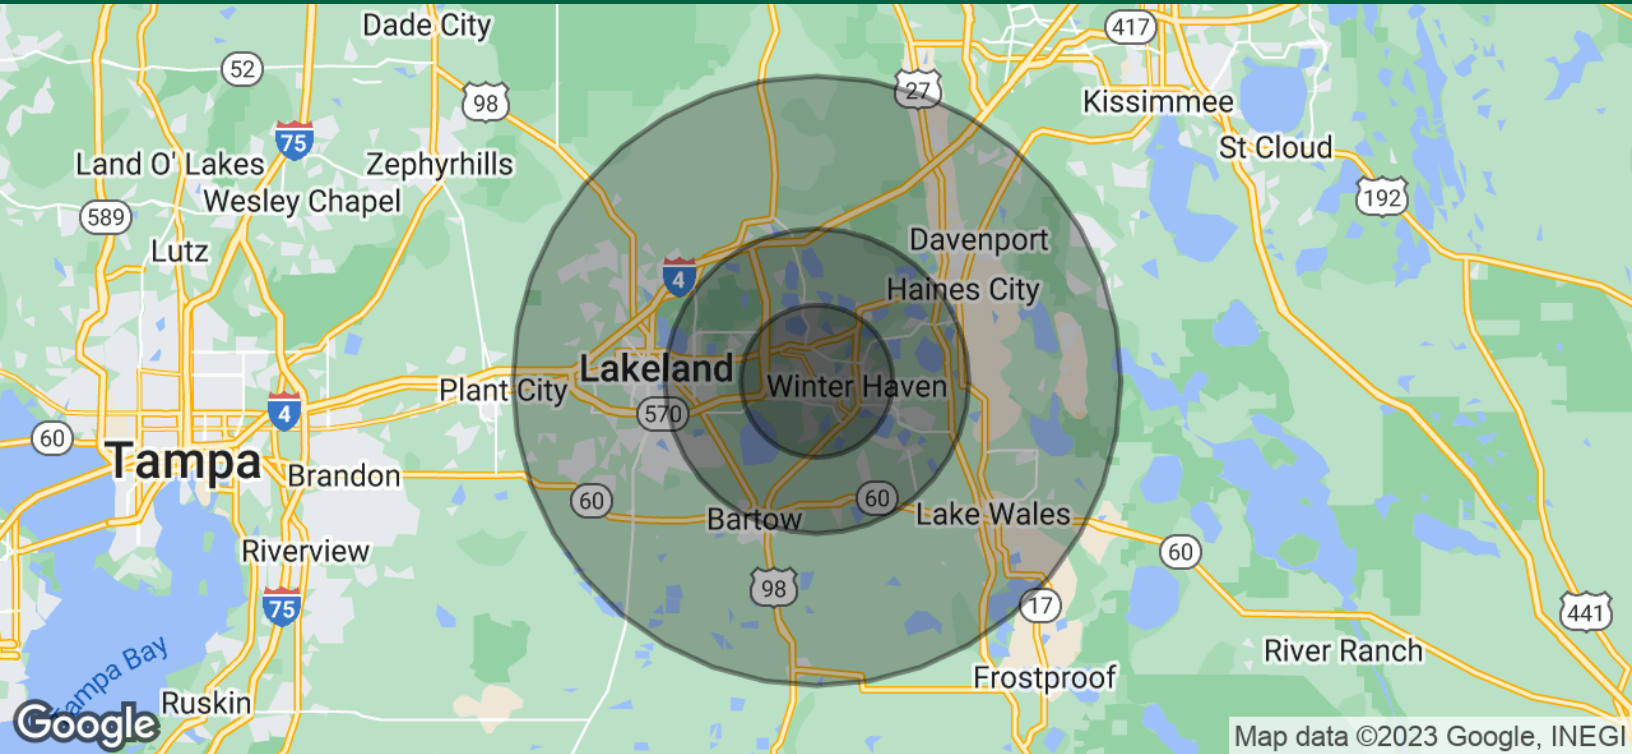 Dade City
417
52
27
98
Kissimmee
75
St Cloud
Land O' Lakes
Zephyrhills
192
Wesley Chapel
589
Lutz
Davenport
4
Haines City
Lakeland
Plant City
Winter Haven
4
570
60
Tampa
Brandon
60
60
Bartow
Lake Wales
Riverview
60
98
75
17
441
River Ranch
Tampa Bay
Frostproof
Ruskin
Google
Map data ©2023 Google, INEGI